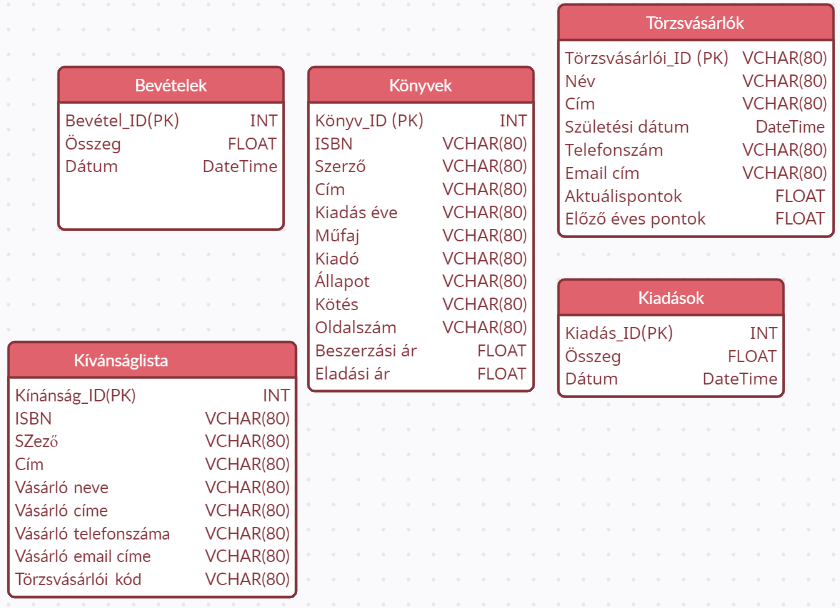 Bevételek
Bevétel_ID(PK) INT
Összeg FLOAT
Dátum DateTime
Könyvek
Könyv_ID (PK) INT
ISBN VCHAR(80)
Szerző VCHAR(80)
Cím VCHAR(80)
Kiadás éve VCHAR(80)
Műfaj VCHAR(80)
Kiadó VCHAR(80)
Állapot VCHAR(80)
Kötés VCHAR(80)
Oldalszám VCHAR(80)
Beszerzási ár FLOAT
Eladási ár FLOAT
Törzsvásárlók
Törzsvásárlói_ID (PK) VCHAR(80)
Név VCHAR(80)
Cím VCHAR(80)
Születési dátum DateTime
Telefonszám VCHAR(80)
Email cím VCHAR(80)
Aktuálispontok FLOAT
Előző éves pontok FLOAT
Kiadások
Kiadás_ID(PK) INT
Összeg FLOAT
Dátum DateTime
Kívánságlista
Kínánság_ID(PK) INT
ISBN VCHAR(80)
SZező VCHAR(80)
Cím VCHAR(80)
Vásárló neve VCHAR(80)
Vásárló címe VCHAR(80)
Vásárló telefonszáma VCHAR(80)
Vásárló email címe VCHAR(80)
Törzsvásárlói kód VCHAR(80)